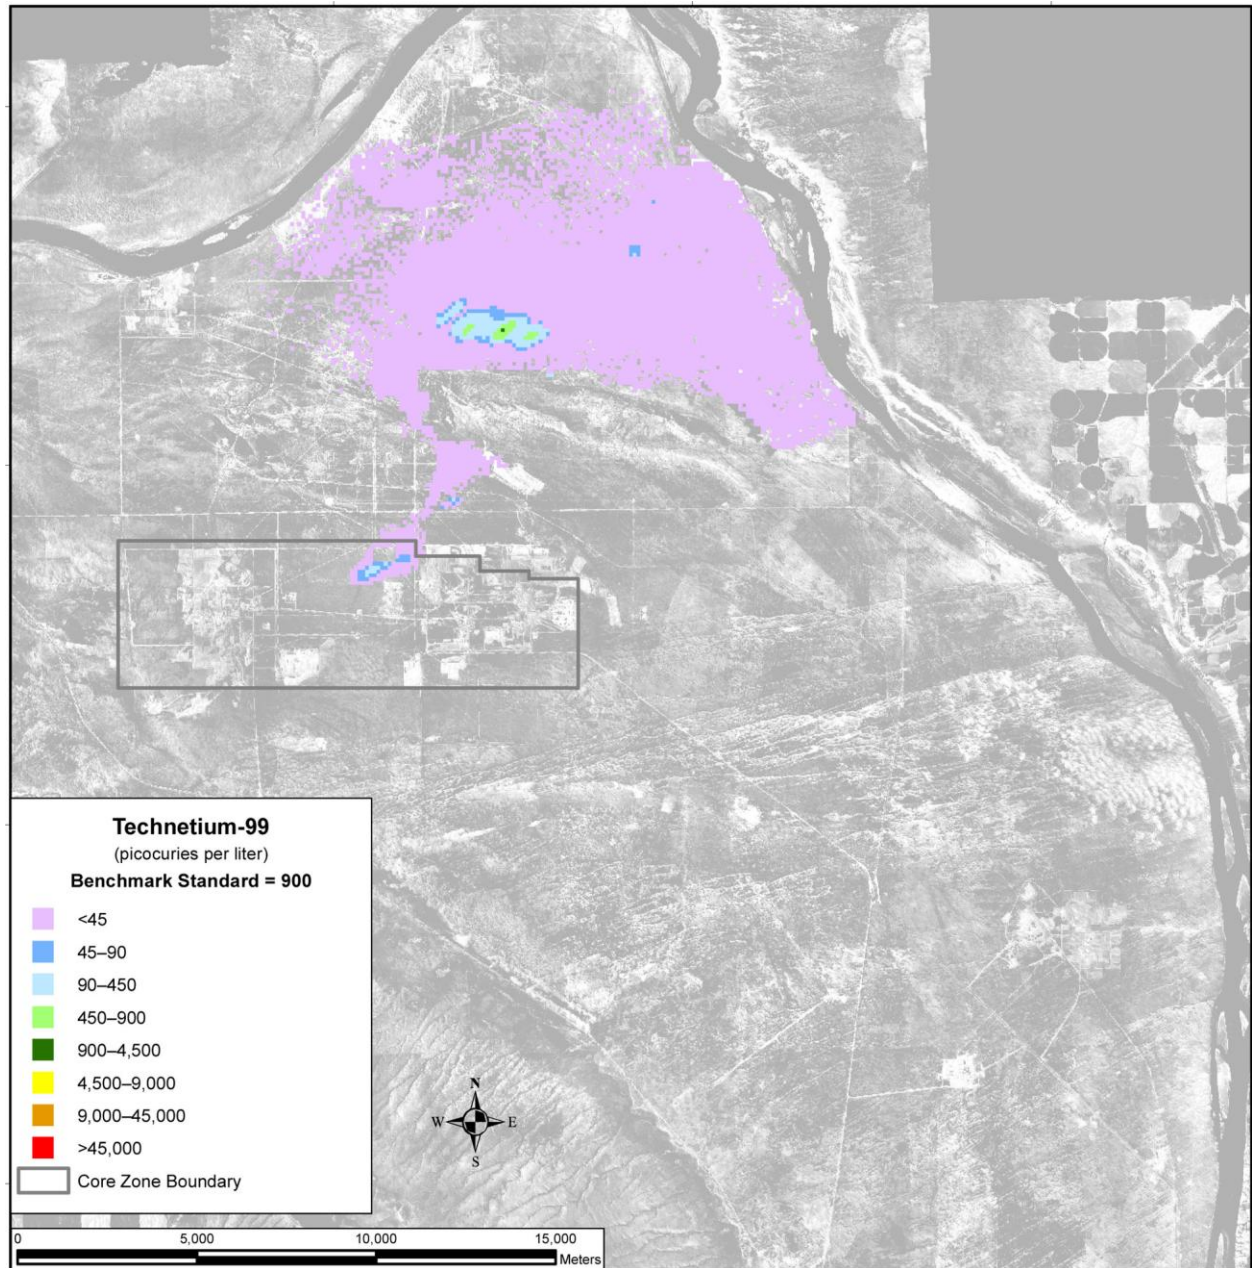 Technetium-99
(picocuries per liter)
Benchmark Standard = 900
<45
45–90
90–450
450–900
900–4,500
4,500–9,000
9,000–45,000
>45,000
Core Zone Boundary
N
W E
S
0 5,000 10,000 15,000
Meters